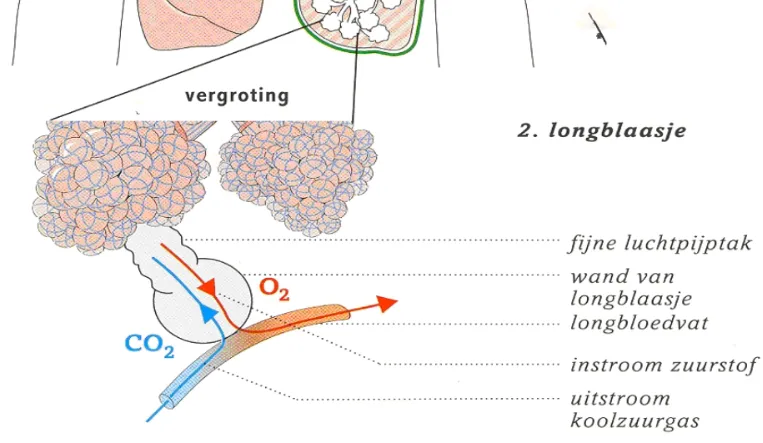 vergroting
2. longblaasje
fijne luchtpijptak
wand van
longblaasje
O₂
longbloedvat
CO₂
instroom zuurstof
uitstroom
koolzuurgas